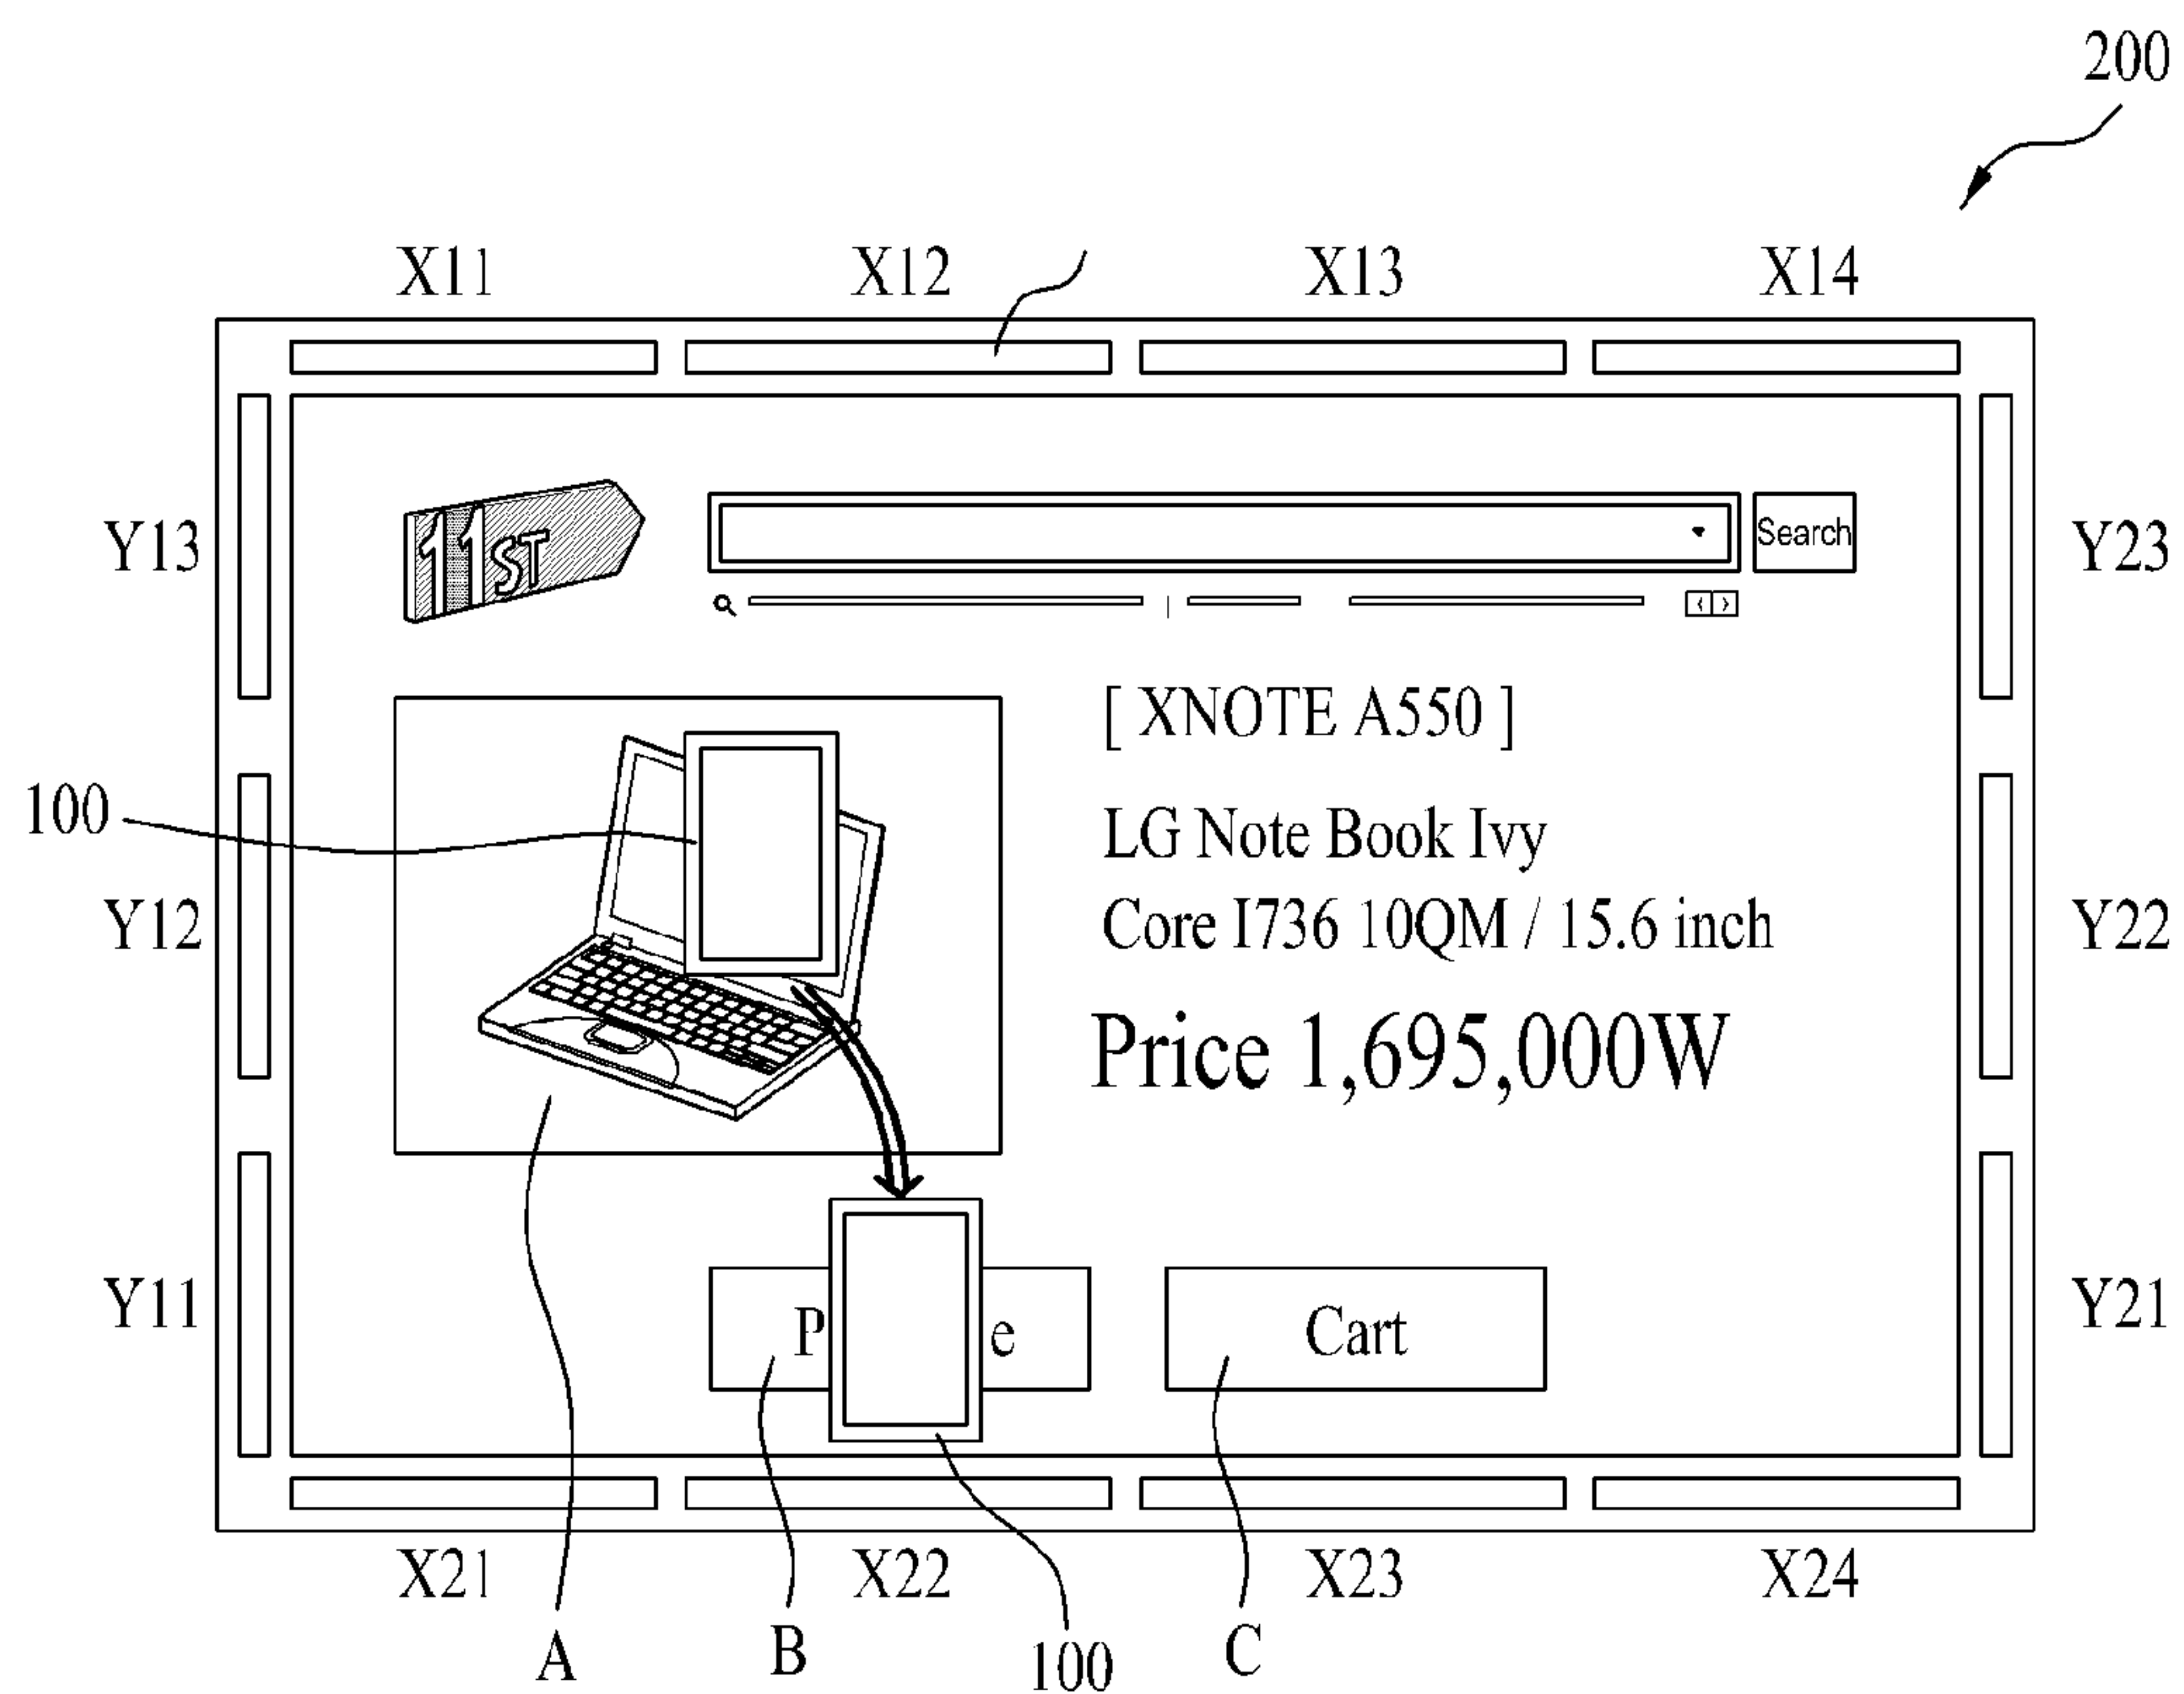 200
X11 X12 X13 X14
11ST
Search
Y13 Y23
[ XNOTE A550 ]
100
LG Note Book Ivy
Y12 Core I736 10QM / 15.6 inch Y22
Price 1,695,000W
Y11 P e Cart Y21
X21 X22 X23 X24
A B 100 C